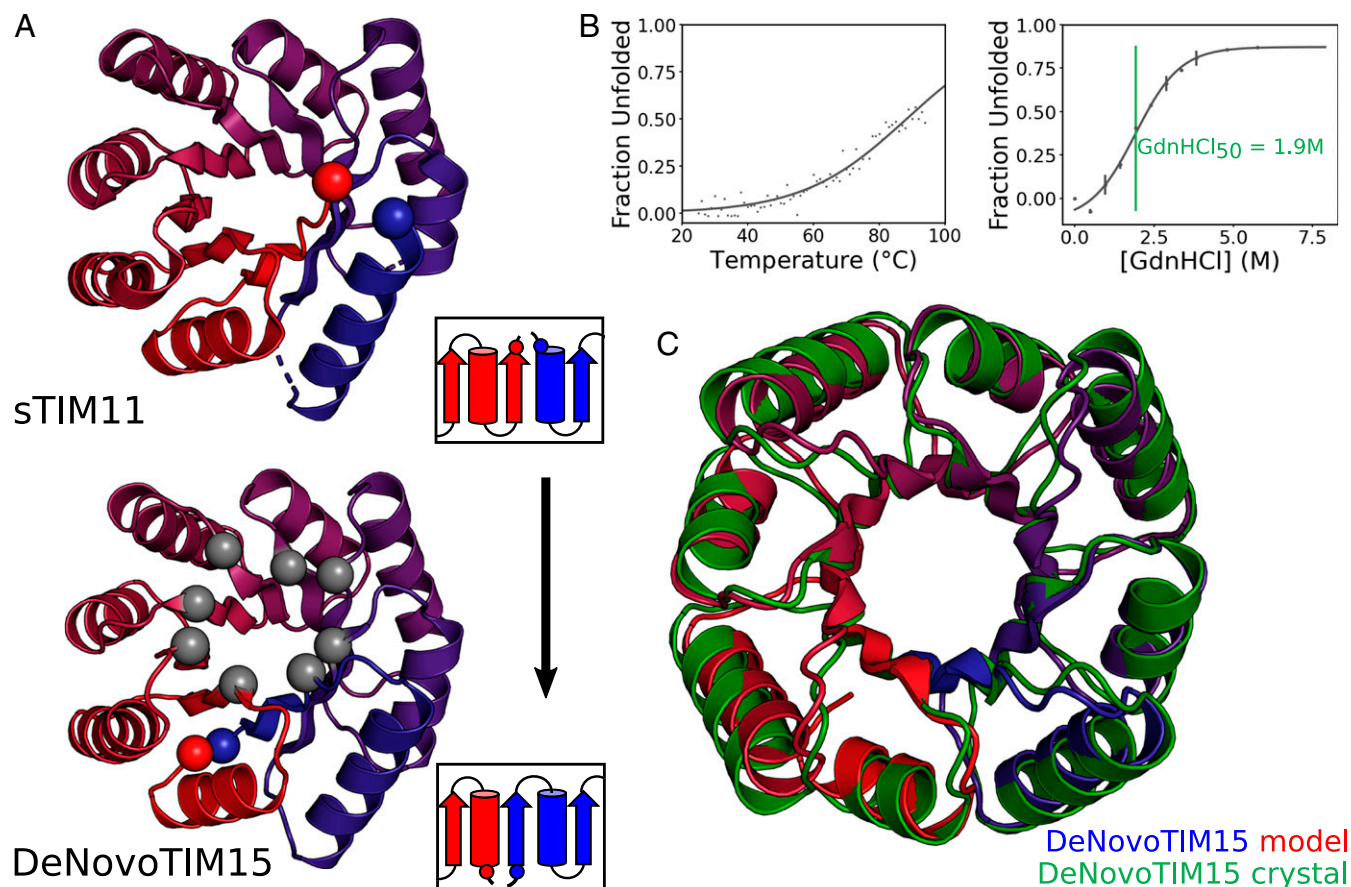 A
sTIM11
DeNovoTIM15
B
Fraction Unfolded
1.00
0.75
0.50
0.25
0.00
20
40
60
80
100
Temperature (°C)
Fraction Unfolded
1.00
0.75
0.50
0.25
0.00
GdnHCl50 = 1.9M
0.0
2.5
5.0
7.5
[GdnHCl] (M)
C
DeNovoTIM15 model
DeNovoTIM15 crystal